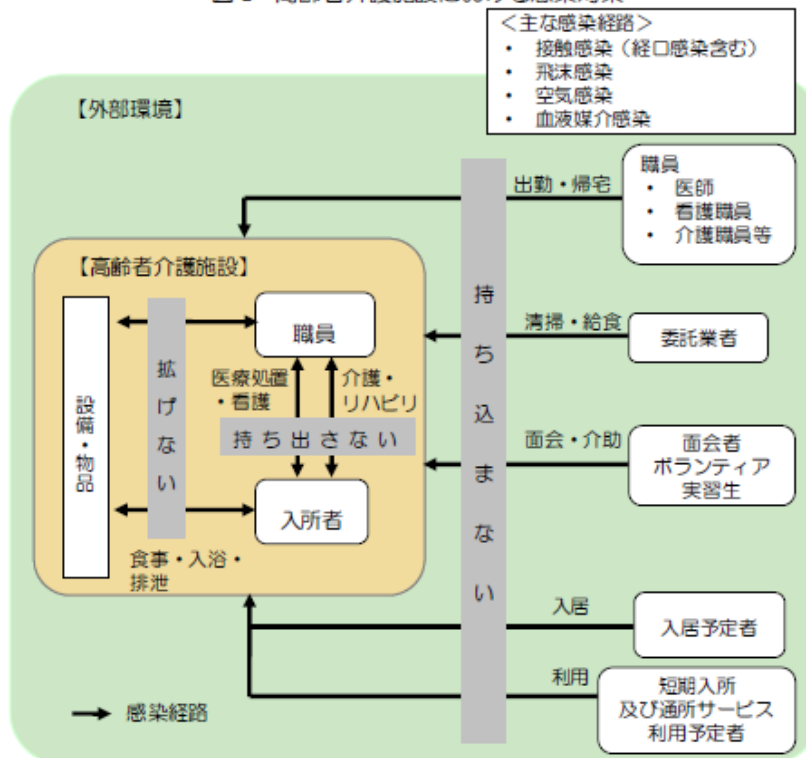 ＜主な感染経路＞
・ 接触感染（経口感染含む）
・ 飛沫感染
・ 空気感染
・ 血液媒介感染
【外部環境】
職員
・ 医師
・ 看護職員
・ 介護職員等
出勤・帰宅
【高齢者介護施設】
持ち込まない
清掃・給食
委託業者
職員
拡げない
医療処置
・看護
介護・
リハビリ
設備・物品
持ち出さない
面会・介助
面会者
ボランティア
実習生
入所者
食事・入浴・
排泄
入居
入居予定者
利用
短期入所
及び通所サービス
利用予定者
感染経路